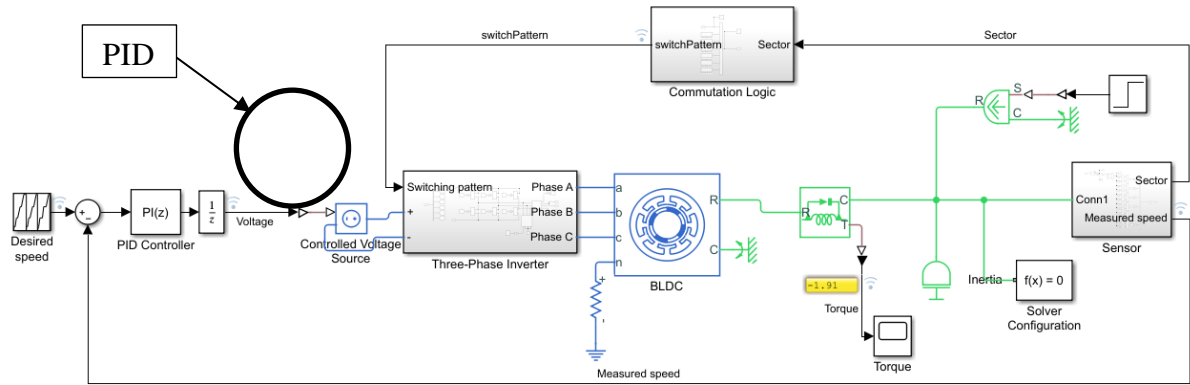 PID
switchPattern
switchPattern
Sector
Commutation Logic
Sector
S
R
C
Desired
speed
+
−
PI(z)
PID Controller
1
z
Voltage
Controlled Voltage
Source
Switching pattern
+
-
Phase A
Phase B
Phase C
Three-Phase Inverter
a
b
c
n
R
C
BLDC
+
-
R
C
T
-1.91
Torque
Torque
Inertia
f(x) = 0
Solver
Configuration
Conn1
Sector
Measured speed
Sensor
Measured speed